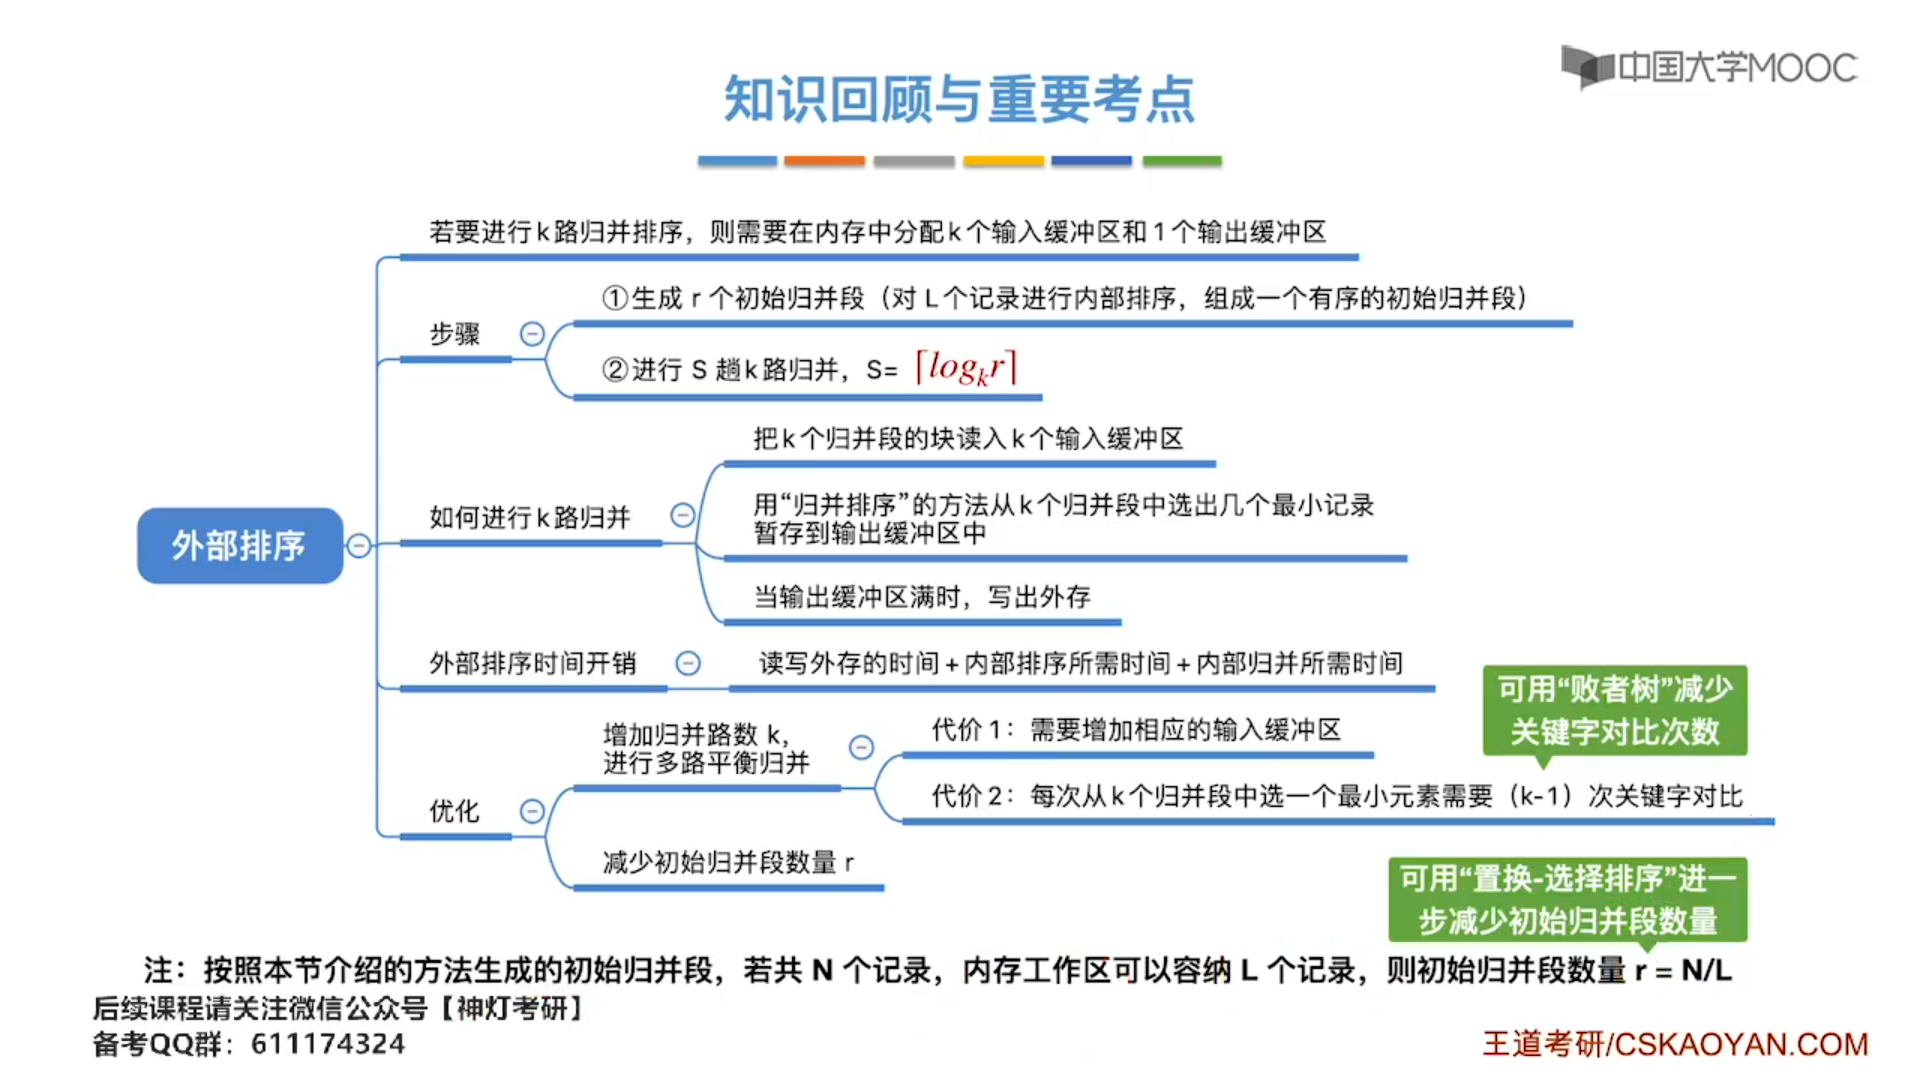 中国大学MOOC
知识回顾与重要考点
若要进行k路归并排序，则需要在内存中分配k个输入缓冲区和1个输出缓冲区
步骤
①生成 r 个初始归并段（对 L 个记录进行内部排序，组成一个有序的初始归并段）
②进行 S 趟k路归并，S= ⌈logₖr⌉
外部排序
如何进行k路归并
把k个归并段的块读入k个输入缓冲区
用“归并排序”的方法从k个归并段中选出几个最小记录
暂存到输出缓冲区中
当输出缓冲区满时，写出外存
外部排序时间开销
读写外存的时间+内部排序所需时间+内部归并所需时间
优化
增加归并路数 k，
进行多路平衡归并
代价 1：需要增加相应的输入缓冲区
可用“败者树”减少
关键字对比次数
代价 2：每次从k个归并段中选一个最小元素需要（k-1）次关键字对比
减少初始归并段数量 r
可用“置换-选择排序”进一
步减少初始归并段数量
注：按照本节介绍的方法生成的初始归并段，若共 N 个记录，内存工作区可以容纳 L 个记录，则初始归并段数量 r = N/L
后续课程请关注微信公众号【神灯考研】
备考QQ群：611174324
王道考研/CSKAOYAN.COM